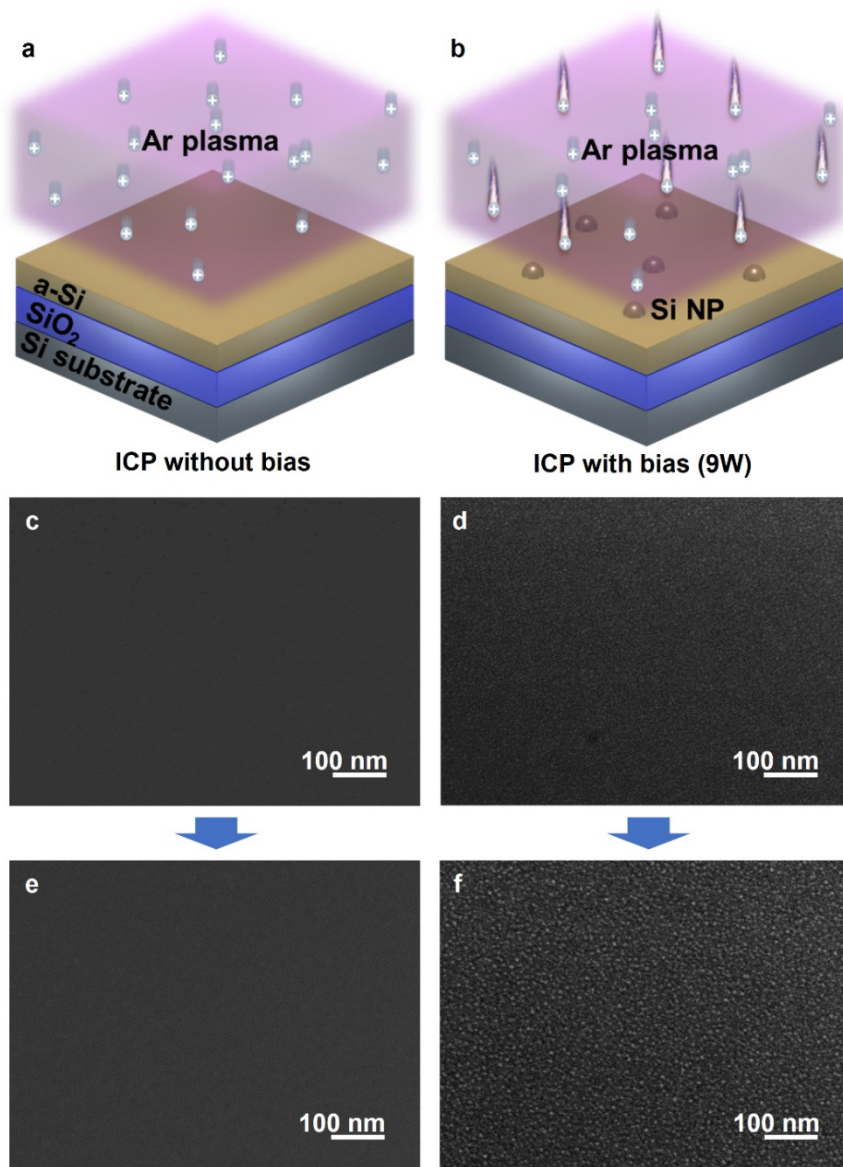 a
b
Ar plasma
Ar plasma
a-Si
SiO₂
Si substrate
Si NP
ICP without bias
ICP with bias (9W)
c
d
100 nm
100 nm
e
f
100 nm
100 nm